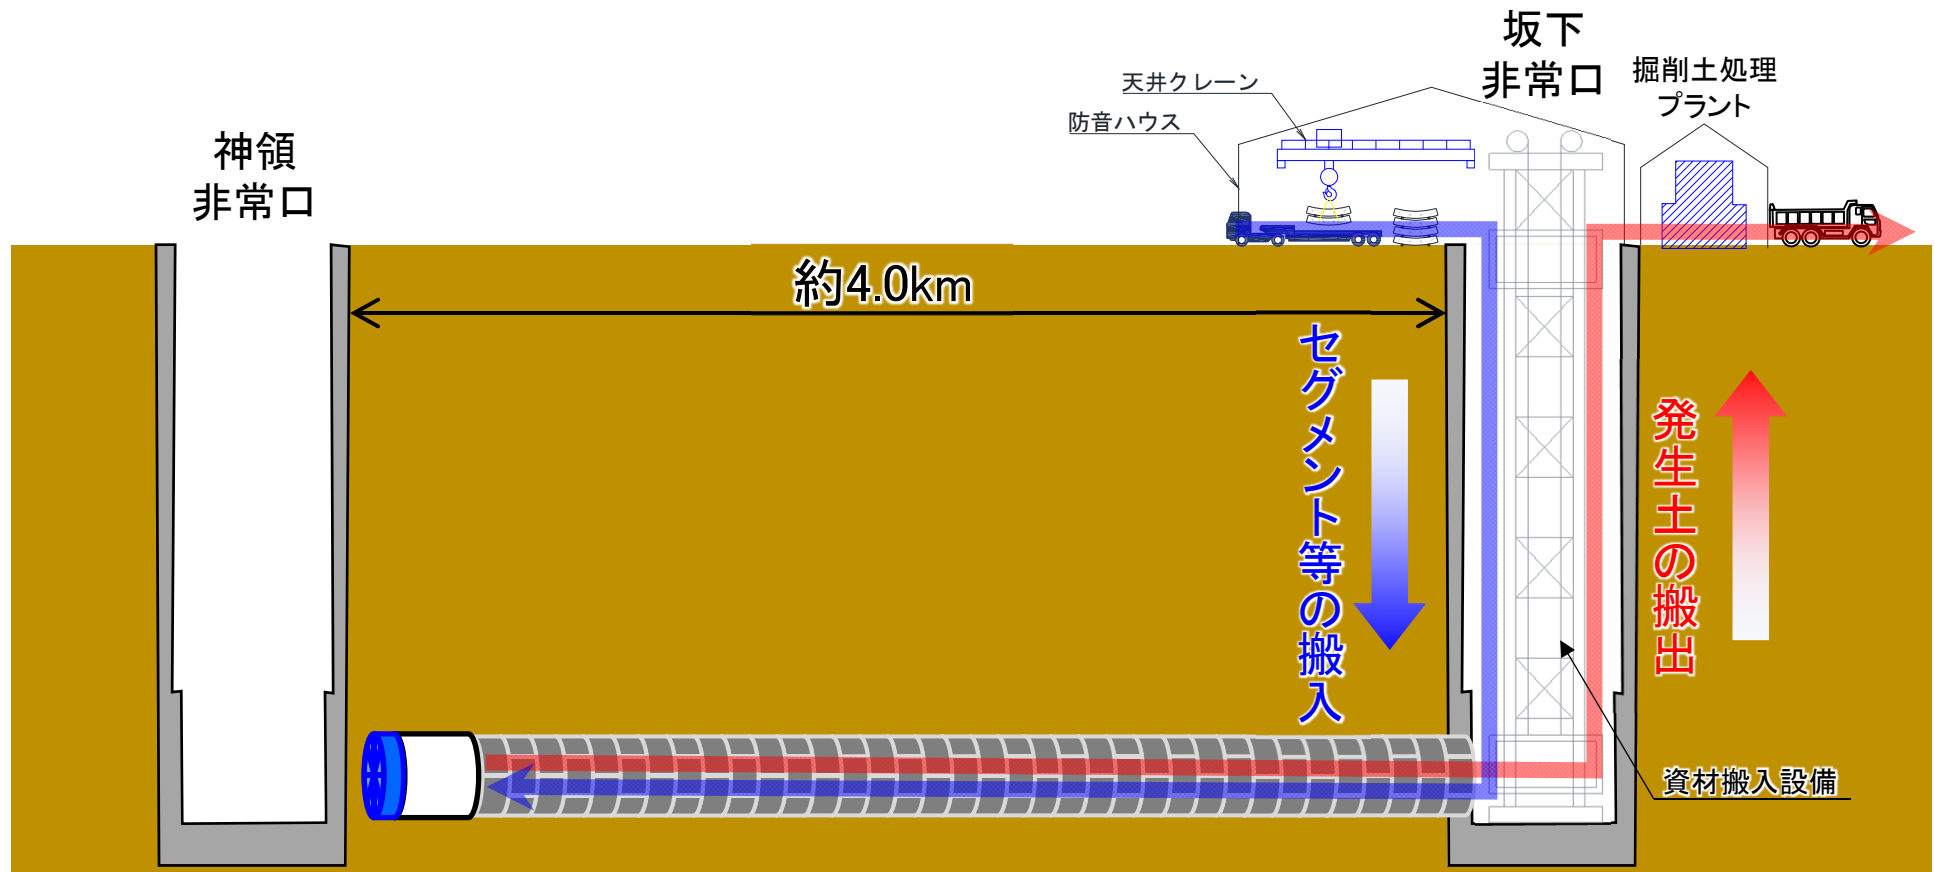 神領
非常口
坂下
非常口
掘削土処理
プラント
天井クレーン
防音ハウス
約4.0km
セグメント等の搬入
発生土の搬出
資材搬入設備